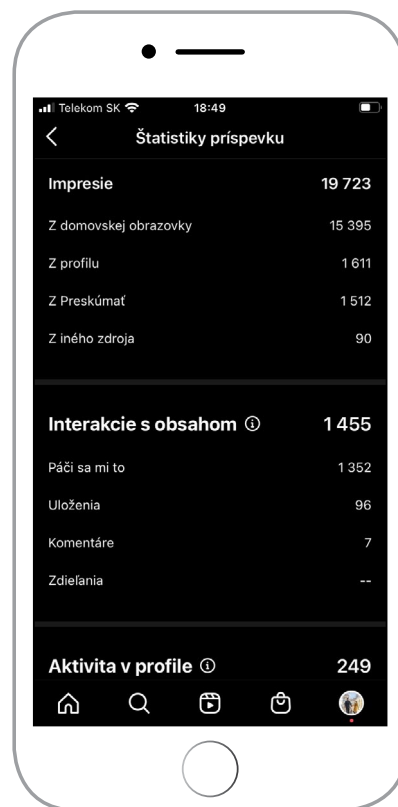 Telekom SK 18:49
Štatistiky príspevku
Impresie 19 723
Z domovskej obrazovky 15 395
Z profilu 1 611
Z Preskúmať 1 512
Z iného zdroja 90
Interakcie s obsahom 1 455
Páči sa mi to 1 352
Uloženia 96
Komentáre 7
Zdieľania --
Aktivita v profile 249